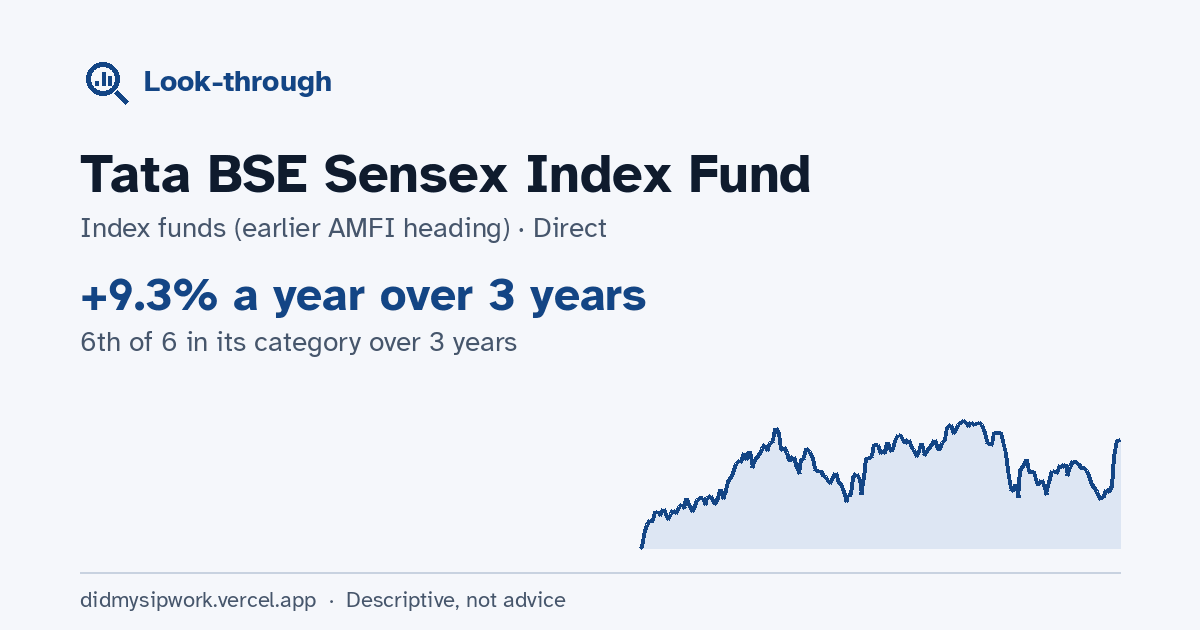 Look-through
Tata BSE Sensex Index Fund
Index funds (earlier AMFI heading) · Direct
+9.3% a year over 3 years
6th of 6 in its category over 3 years
didmysipwork.vercel.app · Descriptive, not advice